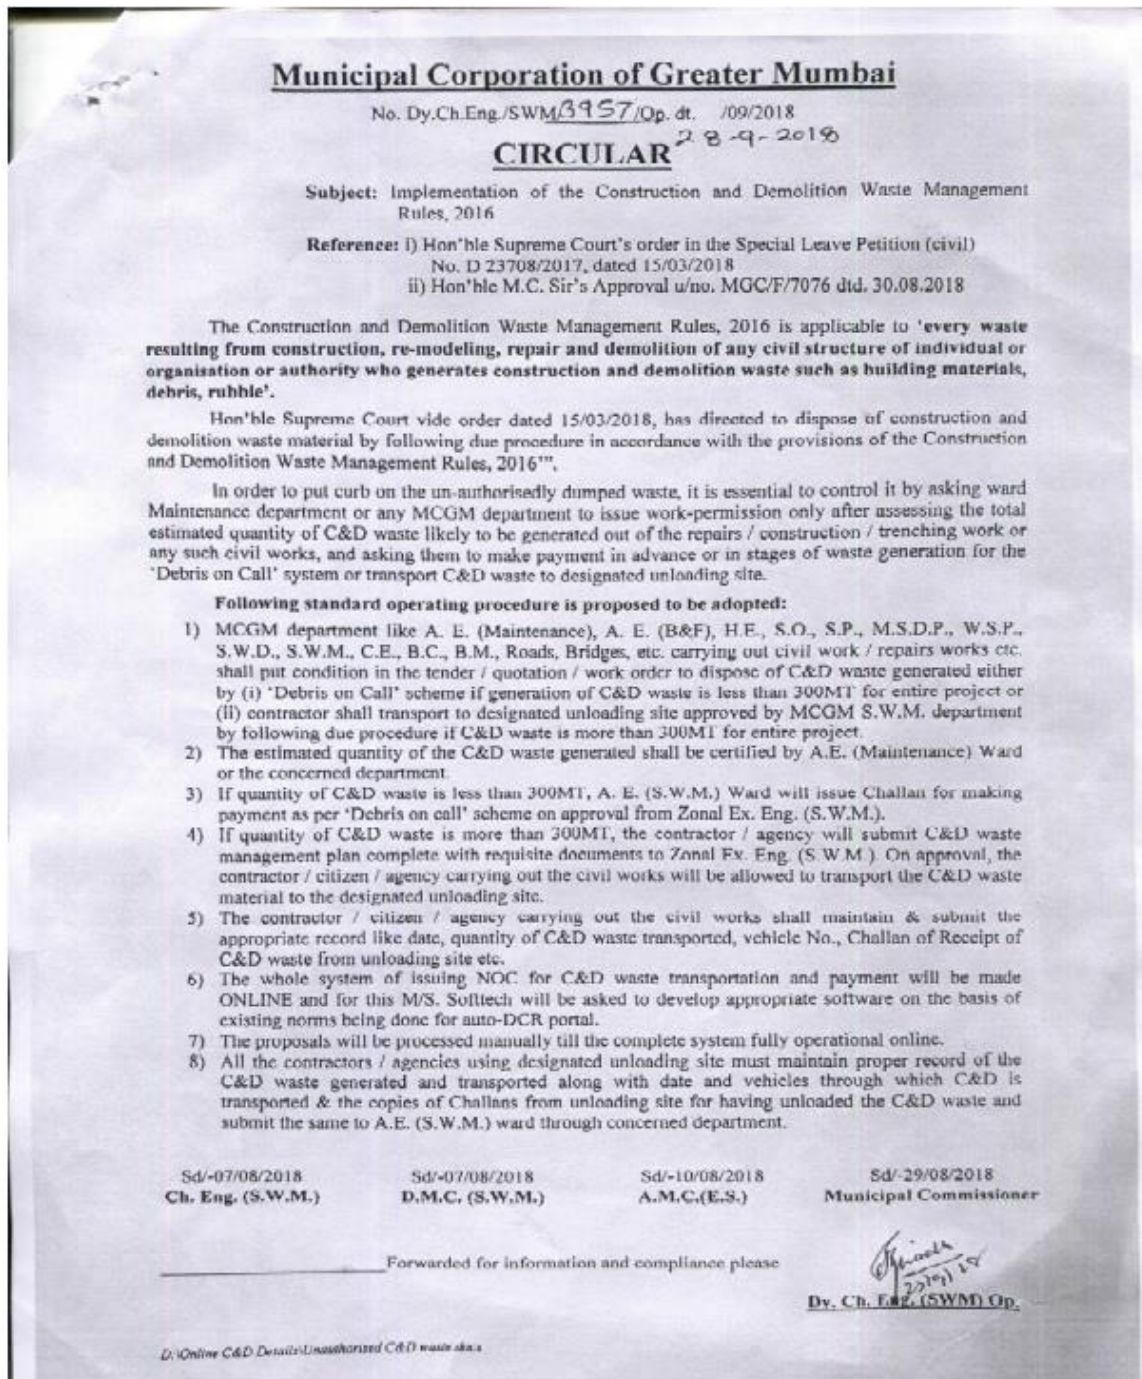 Municipal Corporation of Greater Mumbai
No. Dy.Ch.Eng./SWM/3957/Op. dt. /09/2018
28-9-2018
CIRCULAR
Subject: Implementation of the Construction and Demolition Waste Management
Rules, 2016
Reference: i) Hon'ble Supreme Court's order in the Special Leave Petition (civil)
No. D 23708/2017, dated 15/03/2018
ii) Hon'ble M.C. Sir's Approval u/no. MGC/F/7076 dtd. 30.08.2018
The Construction and Demolition Waste Management Rules, 2016 is applicable to 'every waste
resulting from construction, re-modeling, repair and demolition of any civil structure of individual or
organisation or authority who generates construction and demolition waste such as building materials,
debris, rubble'.
Hon'ble Supreme Court vide order dated 15/03/2018, has directed to dispose of construction and
demolition waste material by following due procedure in accordance with the provisions of the Construction
and Demolition Waste Management Rules, 2016'".
In order to put curb on the un-authorisedly dumped waste, it is essential to control it by asking ward
Maintenance department or any MCGM department to issue work-permission only after assessing the total
estimated quantity of C&D waste likely to be generated out of the repairs / construction / trenching work or
any such civil works, and asking them to make payment in advance or in stages of waste generation for the
'Debris on Call' system or transport C&D waste to designated unloading site.
Following standard operating procedure is proposed to be adopted:
1) MCGM department like A. E. (Maintenance), A. E. (B&F), H.E., S.O., S.P., M.S.D.P., W.S.P.,
S.W.D., S.W.M., C.E., B.C., B.M., Roads, Bridges, etc. carrying out civil work / repairs works etc.
shall put condition in the tender / quotation / work order to dispose of C&D waste generated either
by (i) 'Debris on Call' scheme if generation of C&D waste is less than 300MT for entire project or
(ii) contractor shall transport to designated unloading site approved by MCGM S.W.M. department
by following due procedure if C&D waste is more than 300MT for entire project.
2) The estimated quantity of the C&D waste generated shall be certified by A.E. (Maintenance) Ward
or the concerned department.
3) If quantity of C&D waste is less than 300MT, A. E. (S.W.M.) Ward will issue Challan for making
payment as per 'Debris on call' scheme on approval from Zonal Ex. Eng. (S.W.M.).
4) If quantity of C&D waste is more than 300MT, the contractor / agency will submit C&D waste
management plan complete with requisite documents to Zonal Ex. Eng. (S.W.M.). On approval, the
contractor / citizen / agency carrying out the civil works will be allowed to transport the C&D waste
material to the designated unloading site.
5) The contractor / citizen / agency carrying out the civil works shall maintain & submit the
appropriate record like date, quantity of C&D waste transported, vehicle No., Challan of Receipt of
C&D waste from unloading site etc.
6) The whole system of issuing NOC for C&D waste transportation and payment will be made
ONLINE and for this M/S. Softtech will be asked to develop appropriate software on the basis of
existing norms being done for auto-DCR portal.
7) The proposals will be processed manually till the complete system fully operational online.
8) All the contractors / agencies using designated unloading site must maintain proper record of the
C&D waste generated and transported along with date and vehicles through which C&D is
transported & the copies of Challans from unloading site for having unloaded the C&D waste and
submit the same to A.E. (S.W.M.) ward through concerned department.
Sd/-07/08/2018 Sd/-07/08/2018 Sd/-10/08/2018 Sd/-29/08/2018
Ch. Eng. (S.W.M.) D.M.C. (S.W.M.) A.M.C.(E.S.) Municipal Commissioner
Forwarded for information and compliance please
Dy. Ch. Eng. (SWM) Op.
D:\Online C&D Details\Unauthorized C&D waste